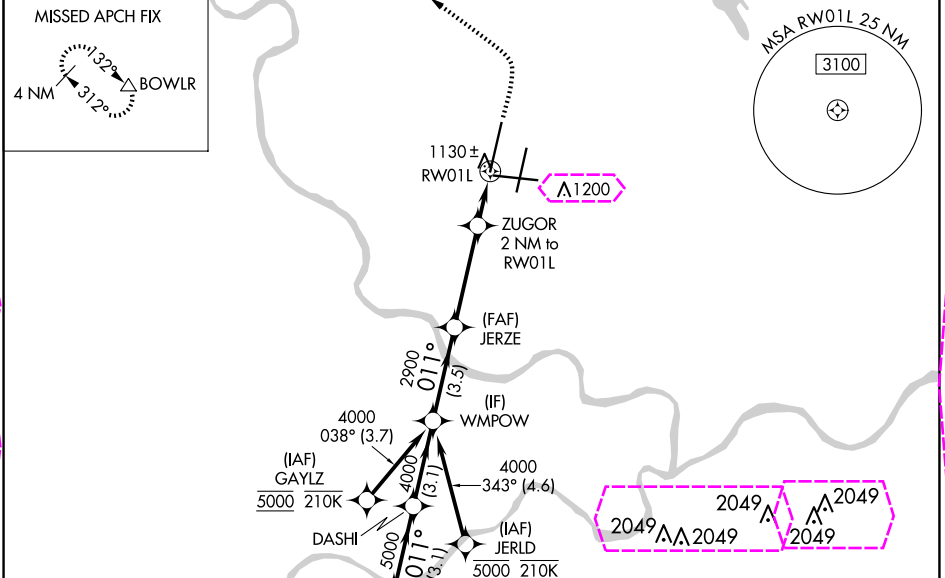 MISSED APCH FIX
132°
4 NM
312°
BOWLR
MSA RW01L 25 NM
3100
1130 ±
RW01L
1200
ZUGOR
2 NM to
RW01L
(FAF)
JERZE
2900
011°
(3.5)
(IF)
WMPOW
4000
038° (3.7)
(IAF)
GAYLZ
5000 210K
4000
(3.1)
4000
343° (4.6)
DASHI
(IAF)
JERLD
5000 210K
5000
011°
(3.1)
2049
2049
2049
2049
2049